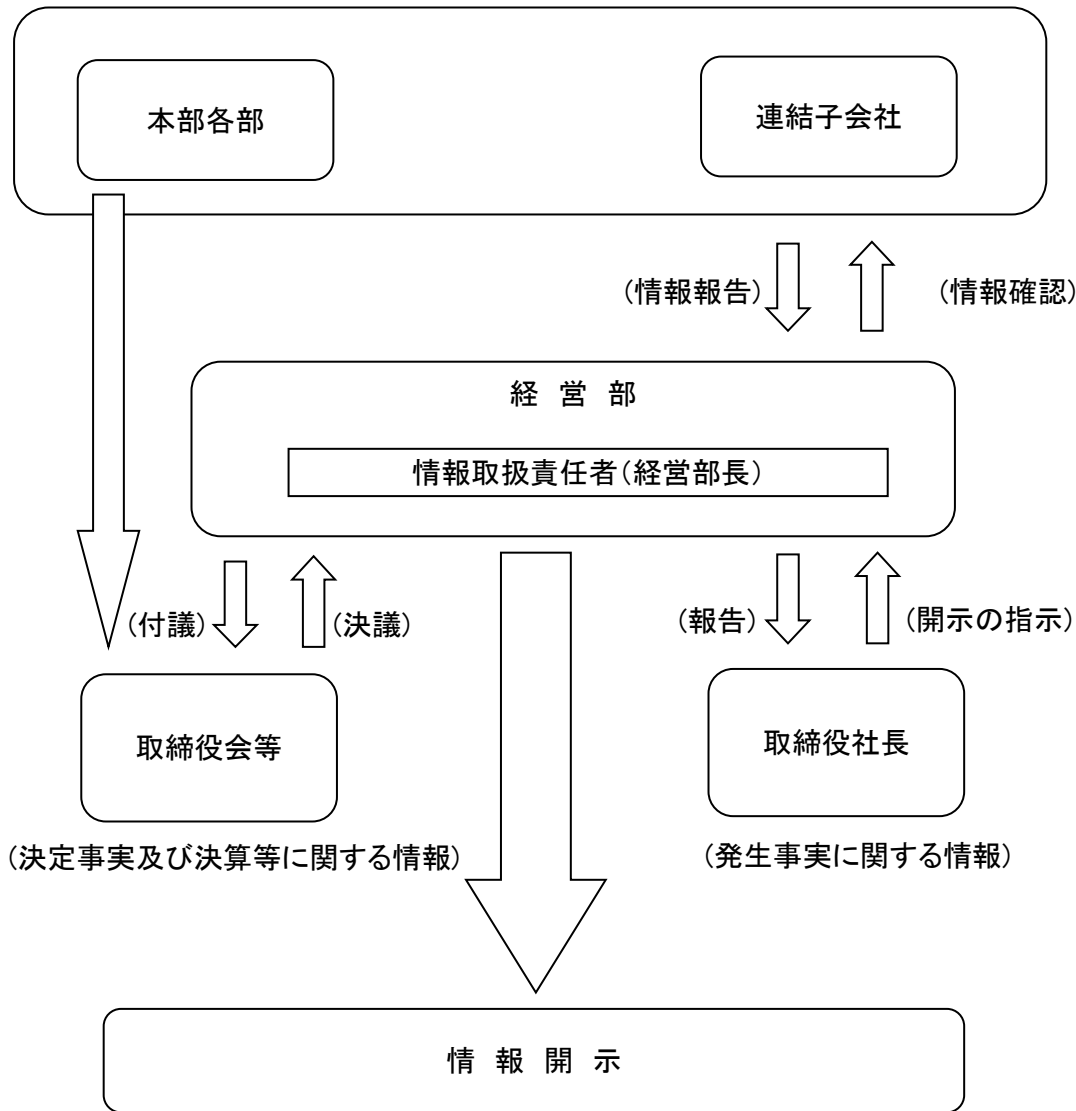 本部各部
連結子会社
(情報報告)
(情報確認)
経 営 部
情報取扱責任者(経営部長)
(付議)
(決議)
(報告)
(開示の指示)
取締役会等
取締役社長
(決定事実及び決算等に関する情報)
(発生事実に関する情報)
情 報 開 示